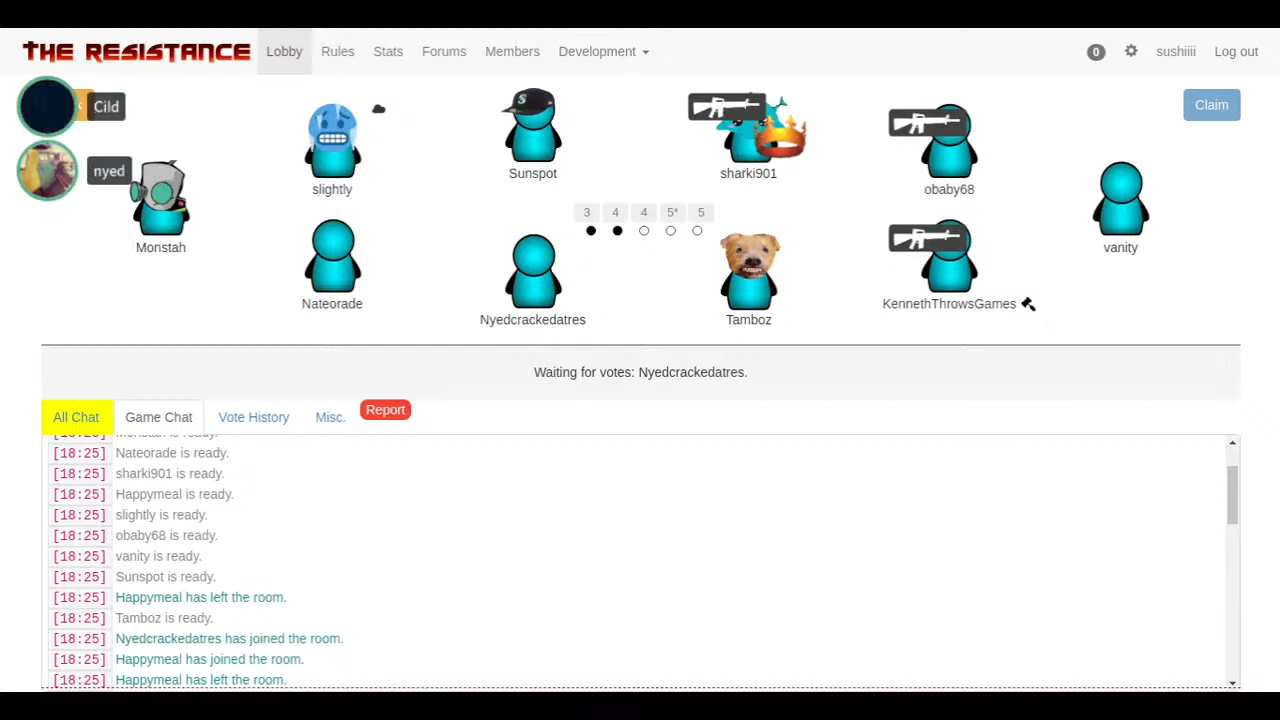 THE RESISTANCE Lobby Rules Stats Forums Members Development 0 sushiiii Log out
Cild
nyed
Claim
S
Monstah
slightly
Sunspot
sharki901
obaby68
vanity
3 4 4 5* 5
Nateorade
Nyedcrackedatres
Tamboz
KennethThrowsGames
Waiting for votes: Nyedcrackedatres.
All Chat Game Chat Vote History Misc. Report
[18:25] Monstah is ready.
[18:25] Nateorade is ready.
[18:25] sharki901 is ready.
[18:25] Happymeal is ready.
[18:25] slightly is ready.
[18:25] obaby68 is ready.
[18:25] vanity is ready.
[18:25] Sunspot is ready.
[18:25] Happymeal has left the room.
[18:25] Tamboz is ready.
[18:25] Nyedcrackedatres has joined the room.
[18:25] Happymeal has joined the room.
[18:25] Happymeal has left the room.